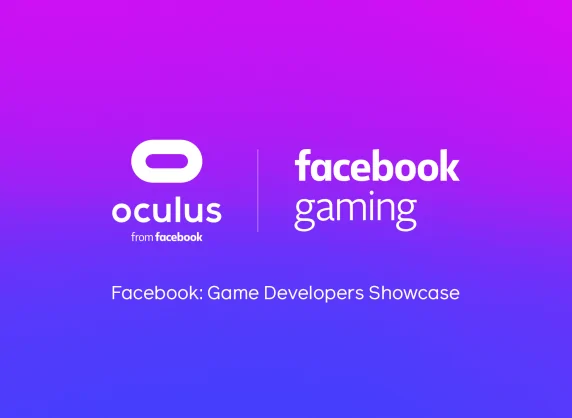 oculus
from facebook
facebook
gaming
Facebook: Game Developers Showcase